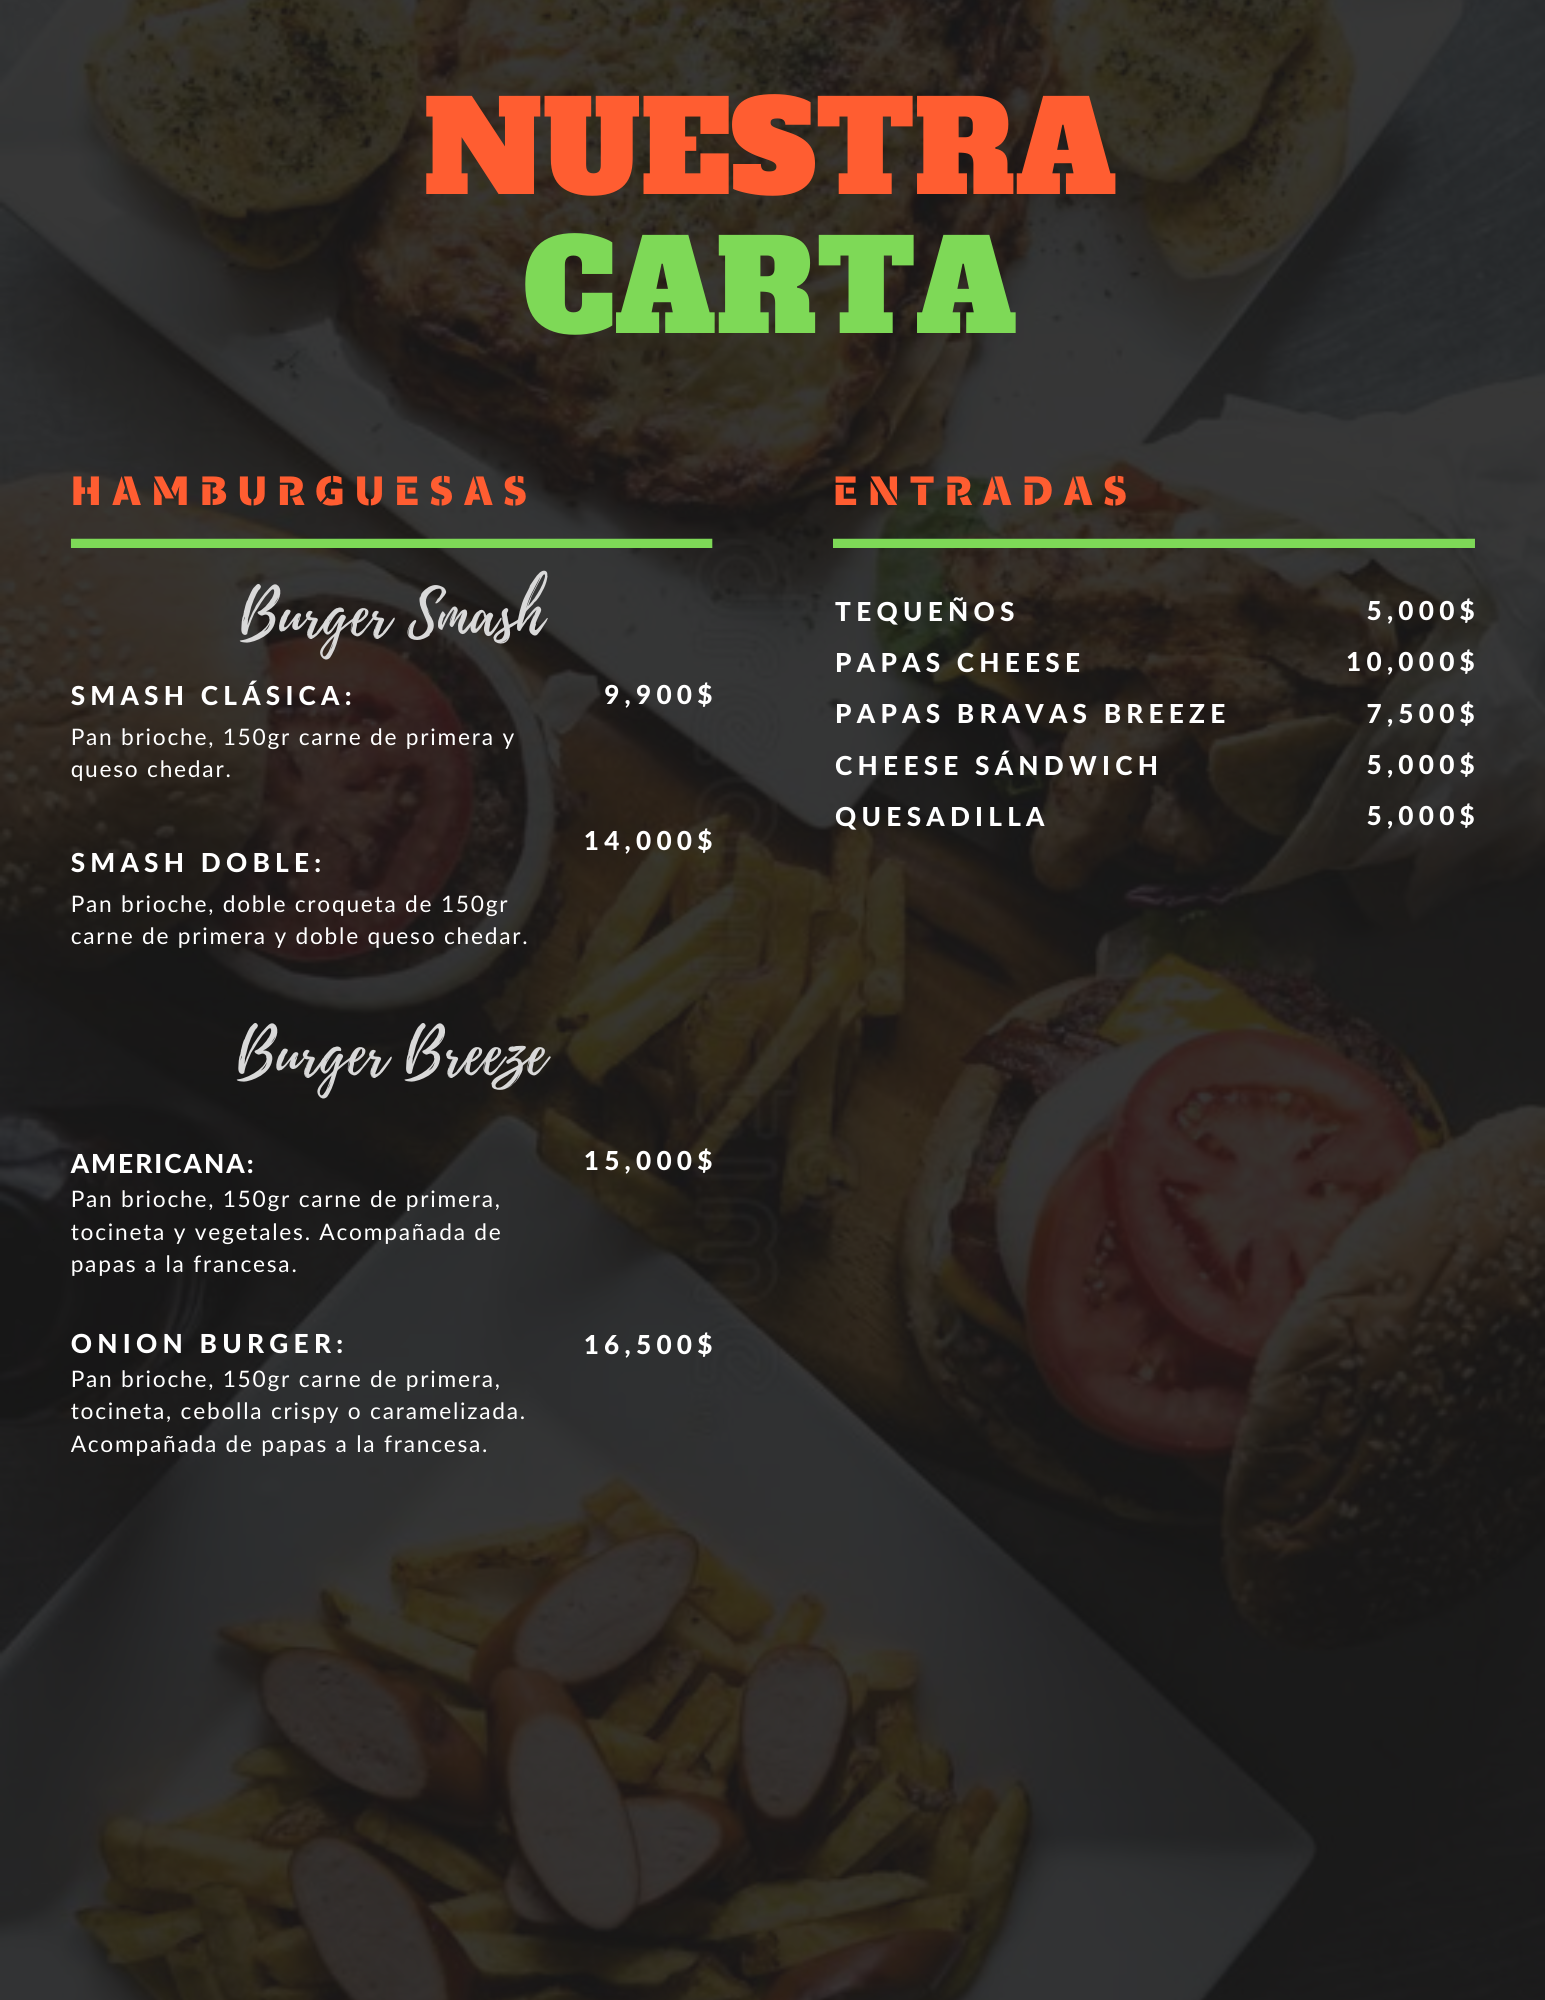 NUESTRA
CARTA
HAMBURGUESAS
Burger Smash
SMASH CLÁSICA: 9,900$
Pan brioche, 150gr carne de primera y
queso chedar.
SMASH DOBLE: 14,000$
Pan brioche, doble croqueta de 150gr
carne de primera y doble queso chedar.
Burger Breeze
AMERICANA: 15,000$
Pan brioche, 150gr carne de primera,
tocineta y vegetales. Acompañada de
papas a la francesa.
ONION BURGER: 16,500$
Pan brioche, 150gr carne de primera,
tocineta, cebolla crispy o caramelizada.
Acompañada de papas a la francesa.
ENTRADAS
TEQUEÑOS 5,000$
PAPAS CHEESE 10,000$
PAPAS BRAVAS BREEZE 7,500$
CHEESE SÁNDWICH 5,000$
QUESADILLA 5,000$